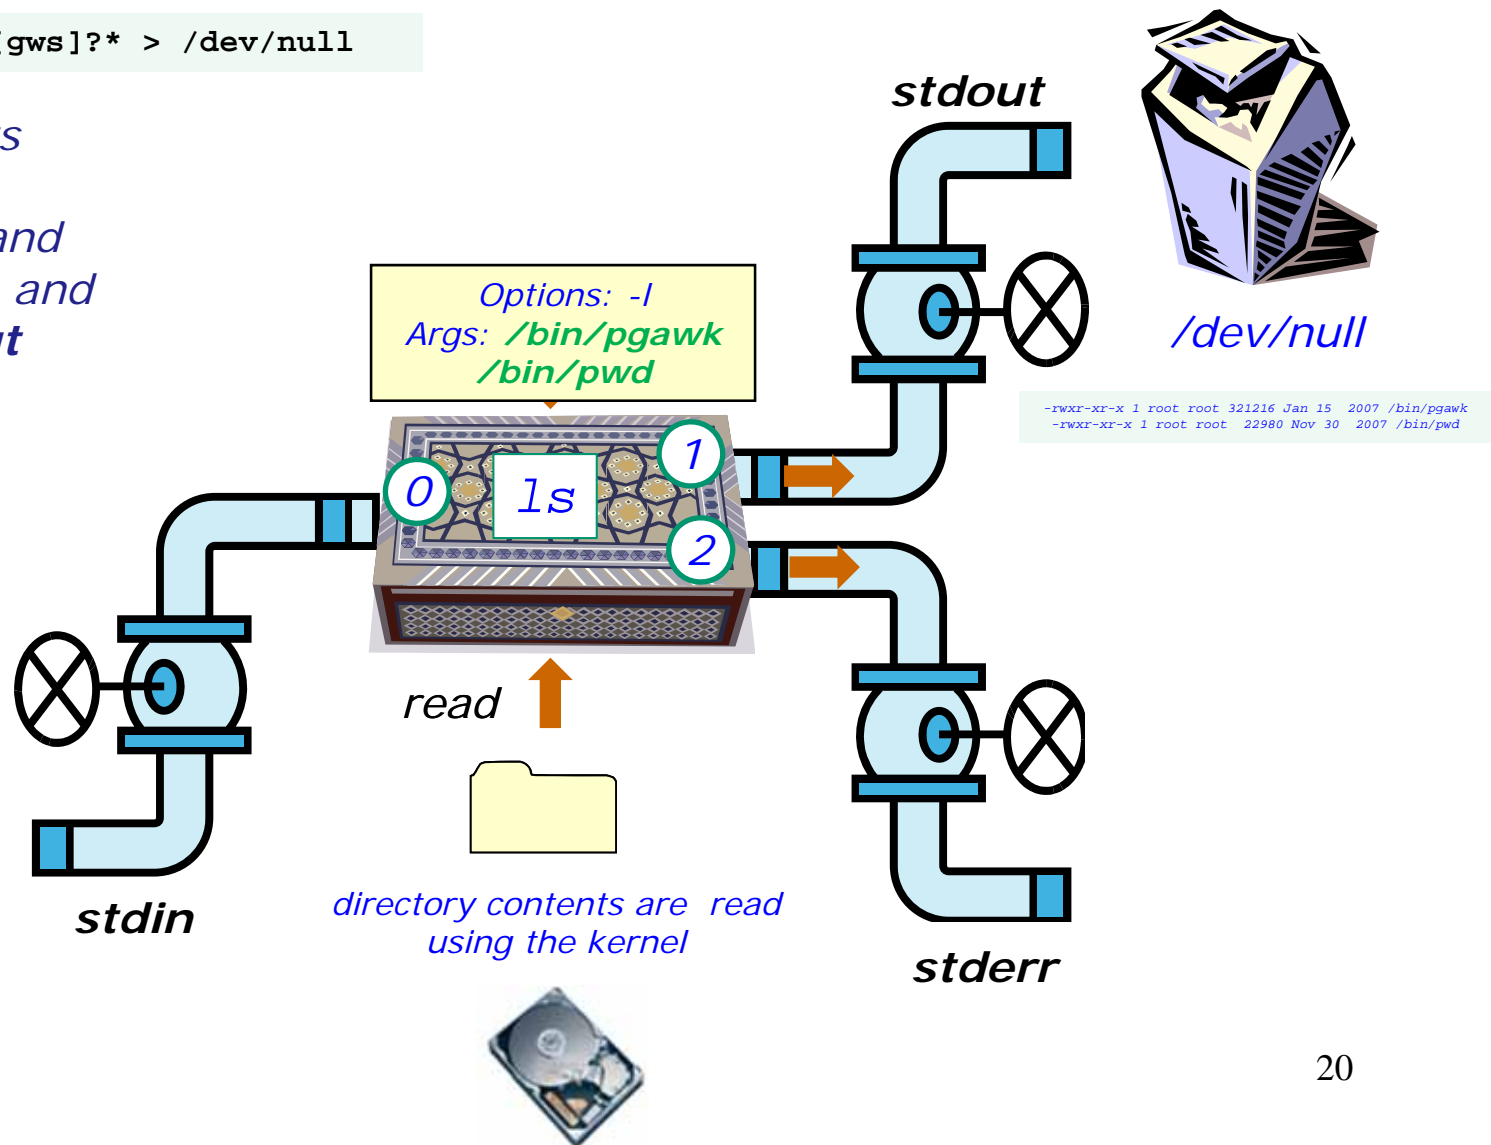 [gws]?* > /dev/null
and
and
stdout
Options: -l
Args: /bin/pgawk
/bin/pwd
/dev/null
-rwxr-xr-x 1 root root 321216 Jan 15  2007 /bin/pgawk
-rwxr-xr-x 1 root root  22980 Nov 30  2007 /bin/pwd
0
ls
1
2
read
stdin
directory contents are  read
using the kernel
stderr
20